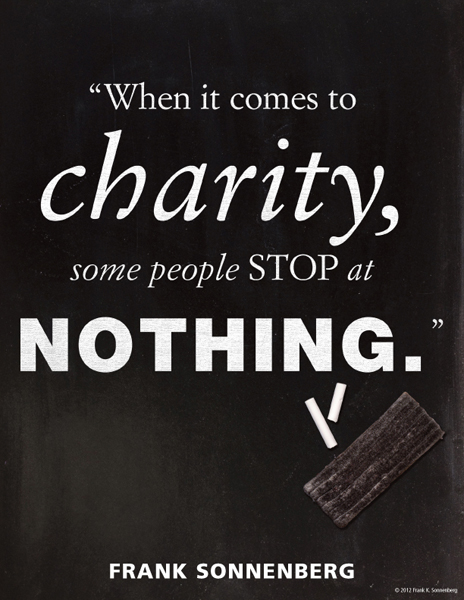 “When it comes to
charity,
some people STOP at
NOTHING.”
FRANK SONNENBERG
© 2012 Frank K. Sonnenberg